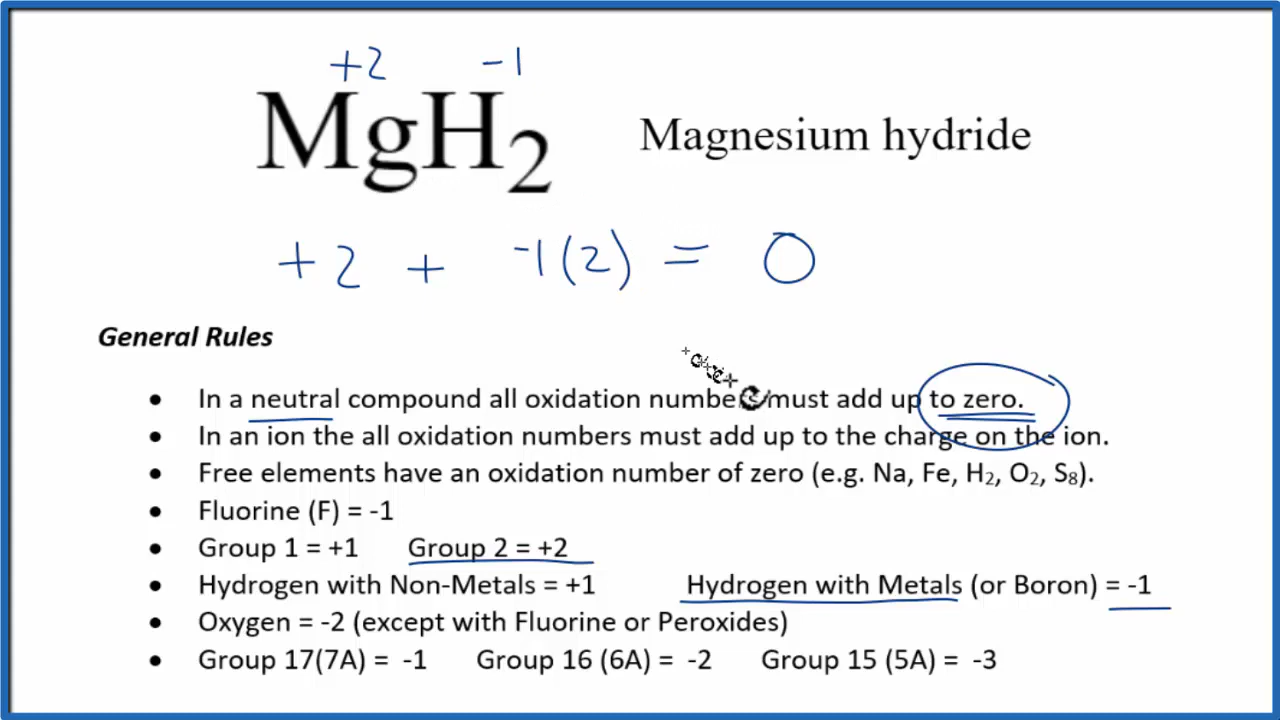 +2 -1
MgH₂ Magnesium hydride
+2 + -1(2) = 0
General Rules
• In a neutral compound all oxidation numbe must add up to zero.
• In an ion the all oxidation numbers must add up to the charge on the ion.
• Free elements have an oxidation number of zero (e.g. Na, Fe, H₂, O₂, S₈).
• Fluorine (F) = -1
• Group 1 = +1 Group 2 = +2
• Hydrogen with Non-Metals = +1 Hydrogen with Metals (or Boron) = -1
• Oxygen = -2 (except with Fluorine or Peroxides)
• Group 17(7A) = -1 Group 16 (6A) = -2 Group 15 (5A) = -3